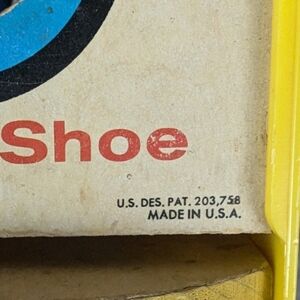 Shoe
U.S. DES. PAT. 203,758
MADE IN U.S.A.